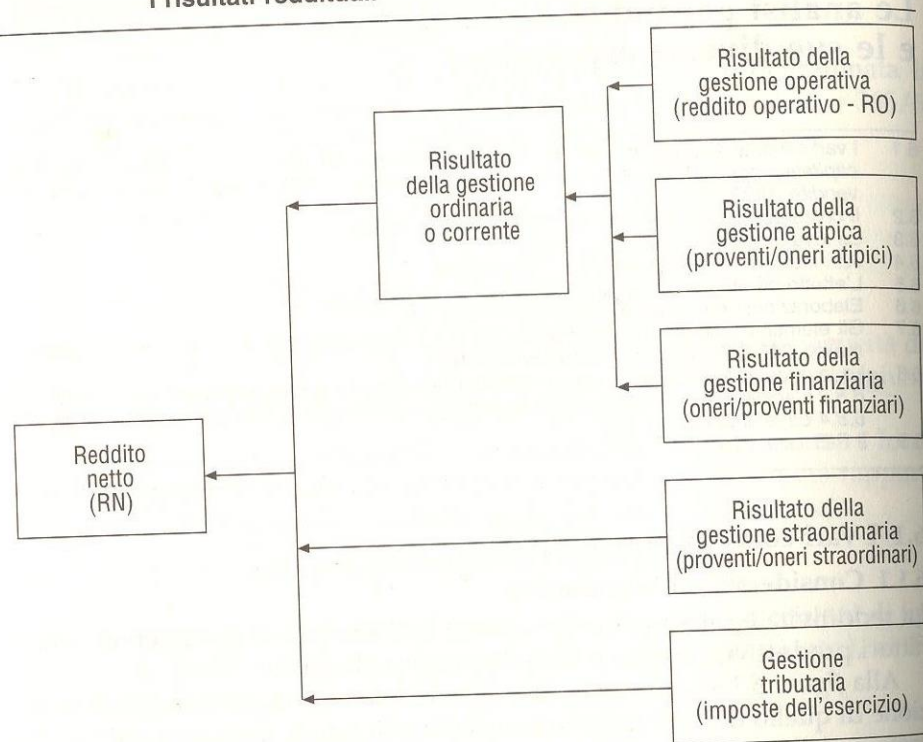 I risultati reddituali
Risultato della
gestione operativa
(reddito operativo - RO)
Risultato
della gestione
ordinaria
o corrente
Risultato della
gestione atipica
(proventi/oneri atipici)
Risultato della
gestione finanziaria
(oneri/proventi finanziari)
Reddito
netto
(RN)
Risultato della
gestione straordinaria
(proventi/oneri straordinari)
Gestione
tributaria
(imposte dell'esercizio)